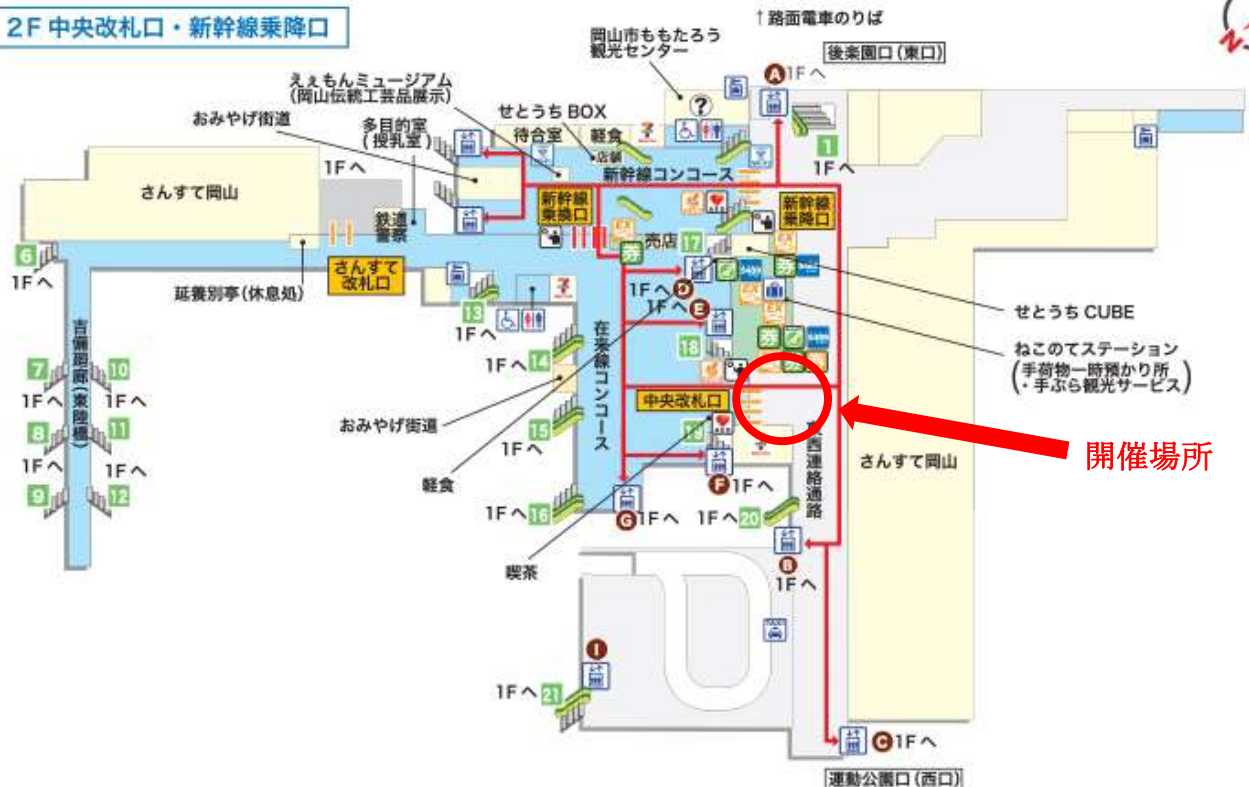 2F 中央改札口・新幹線乗降口
↑路面電車のりば
岡山市ももたろう
観光センター
後楽園口(東口)
A 1Fへ
えぇもんミュージアム
(岡山伝統工芸品展示)
せとうちBOX
おみやげ街道
多目的室
(授乳室)
待合室
軽食
店舗
?
1
1Fへ
1Fへ
さんすて岡山
新幹線コンコース
鉄道
警察
新幹線
乗換口
新幹線
乗降口
売店
17
券
券
6
1Fへ
さんすて
改札口
延養別亭(休息処)
13
1Fへ
1Fへ D
1Fへ E
せとうちCUBE
ねこのてステーション
(手荷物一時預かり所
・手ぶら観光サービス)
吉備回廊(東陸橋)
7
10
1Fへ
1Fへ
1Fへ 14
在来線コンコース
18
券
中央改札口
開催場所
おみやげ街道
8
11
1Fへ
1Fへ
15
1Fへ
19
東西連絡通路
さんすて岡山
軽食
9
12
1Fへ 16
F 1Fへ
G 1Fへ
1Fへ 20
喫茶
B
1Fへ
TAXI
I
1Fへ 21
C 1Fへ
運動公園口(西口)